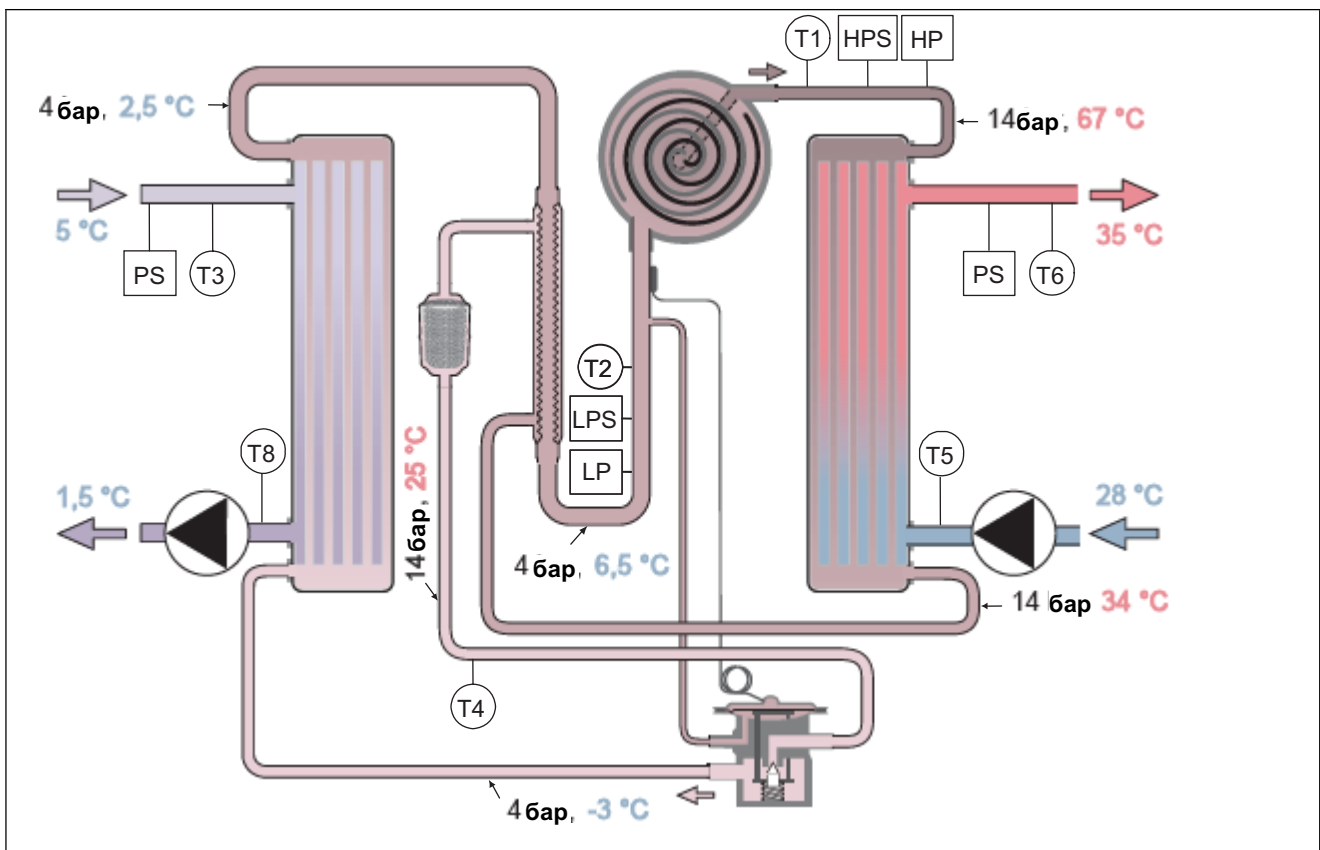 T1 HPS HP
4 бар, 2,5 °C
14 бар, 67 °C
5 °C
35 °C
PS T3
PS T6
T2
LPS
LP
T8
T5
1,5 °C
28 °C
14 бар, 25 °C
4 бар, 6,5 °C
14 бар 34 °C
T4
4 бар, -3 °C